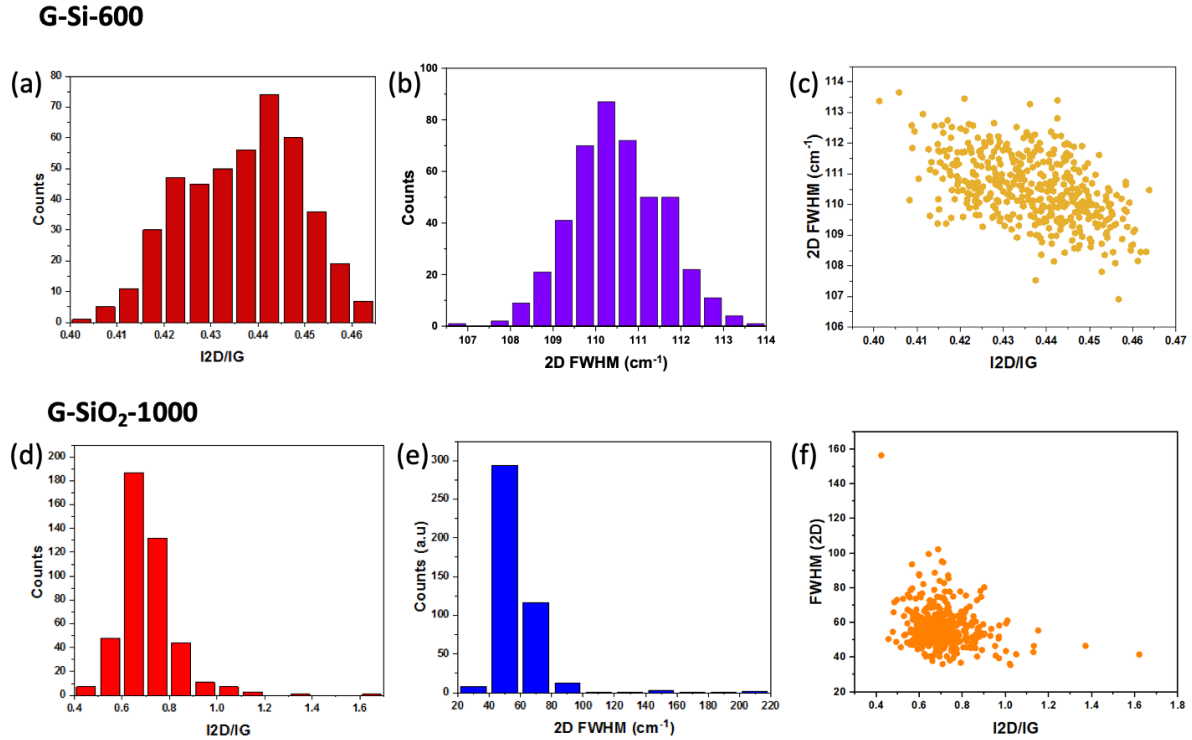 G-Si-600
(a)
80
70
60
50
40
30
20
10
0
Counts
0.40 0.41 0.42 0.43 0.44 0.45 0.46
I2D/IG
(b)
100
80
60
40
20
0
Counts
107 108 109 110 111 112 113 114
2D FWHM (cm⁻¹)
(c)
114
113
112
111
110
109
108
107
106
2D FWHM (cm⁻¹)
0.40 0.41 0.42 0.43 0.44 0.45 0.46 0.47
I2D/IG
G-SiO₂-1000
(d)
200
180
160
140
120
100
80
60
40
20
0
Counts
0.4 0.6 0.8 1.0 1.2 1.4 1.6
I2D/IG
(e)
300
250
200
150
100
50
0
Counts (a.u)
20 40 60 80 100 120 140 160 180 200 220
2D FWHM (cm⁻¹)
(f)
160
140
120
100
80
60
40
20
FWHM (2D)
0.4 0.6 0.8 1.0 1.2 1.4 1.6 1.8
I2D/IG